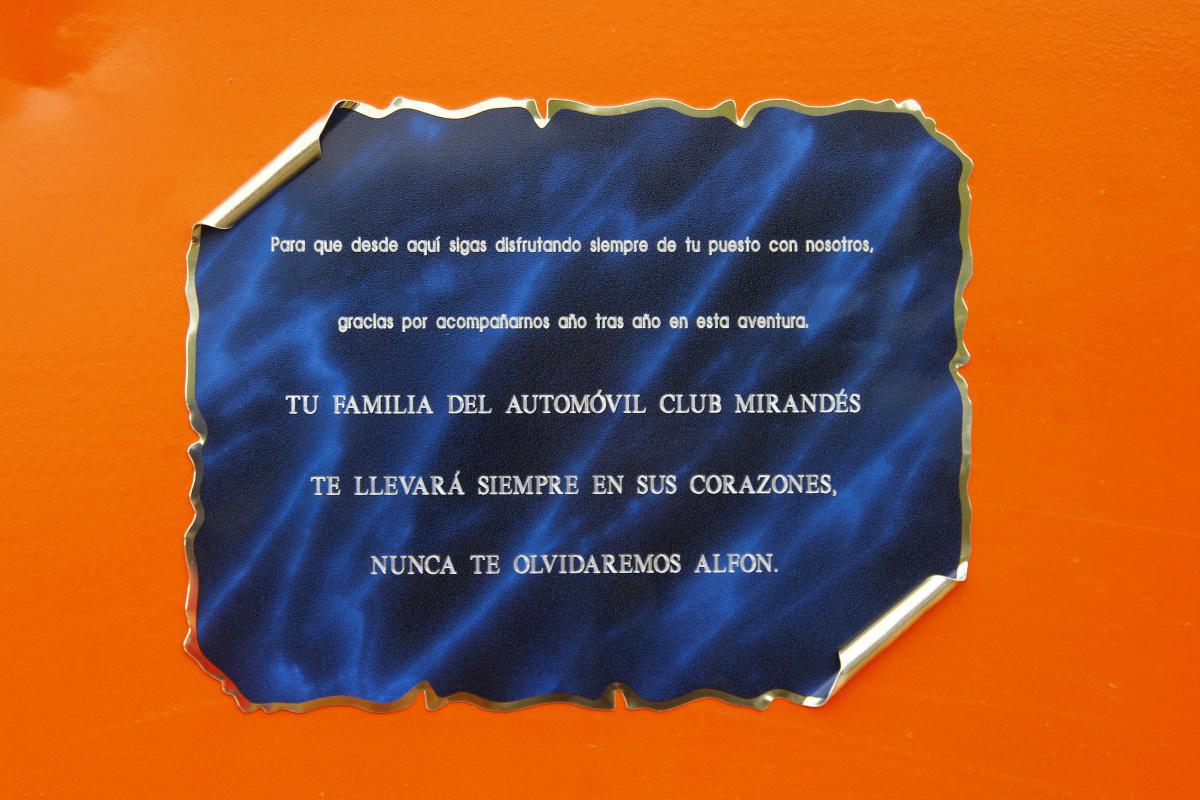 Para que desde aquí sigas disfrutando siempre de tu puesto con nosotros,
gracias por acompañarnos año tras año en esta aventura.
TU FAMILIA DEL AUTOMÓVIL CLUB MIRANDÉS
TE LLEVARÁ SIEMPRE EN SUS CORAZONES,
NUNCA TE OLVIDAREMOS ALFON.